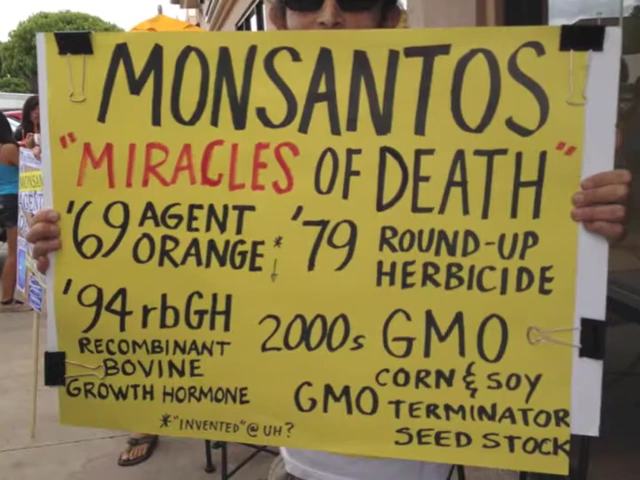 MONSANTOS
"MIRACLES OF DEATH"
'69 AGENT ORANGE*
'79 ROUND-UP HERBICIDE
'94 rbGH
RECOMBINANT
BOVINE
GROWTH HORMONE
*"INVENTED"@UH?
2000s GMO
CORN & SOY
GMO TERMINATOR
SEED STOCK
MONSAN